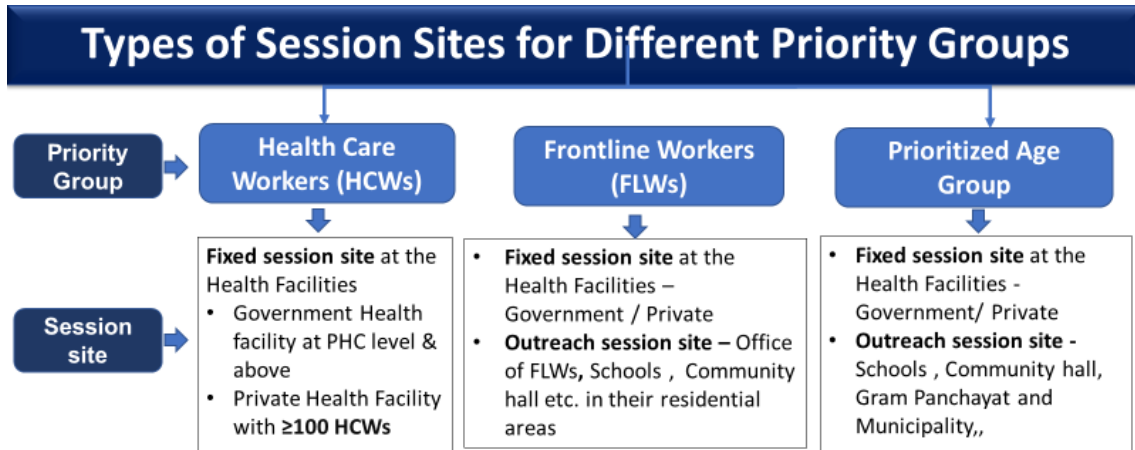 Types of Session Sites for Different Priority Groups
Priority
Group
Health Care
Workers (HCWs)
Frontline Workers
(FLWs)
Prioritized Age
Group
Session
site
Fixed session site at the
Health Facilities
• Government Health
facility at PHC level &
above
• Private Health Facility
with ≥100 HCWs
• Fixed session site at the
Health Facilities –
Government / Private
• Outreach session site – Office
of FLWs, Schools , Community
hall etc. in their residential
areas
• Fixed session site at the
Health Facilities -
Government/ Private
• Outreach session site -
Schools , Community hall,
Gram Panchayat and
Municipality,,